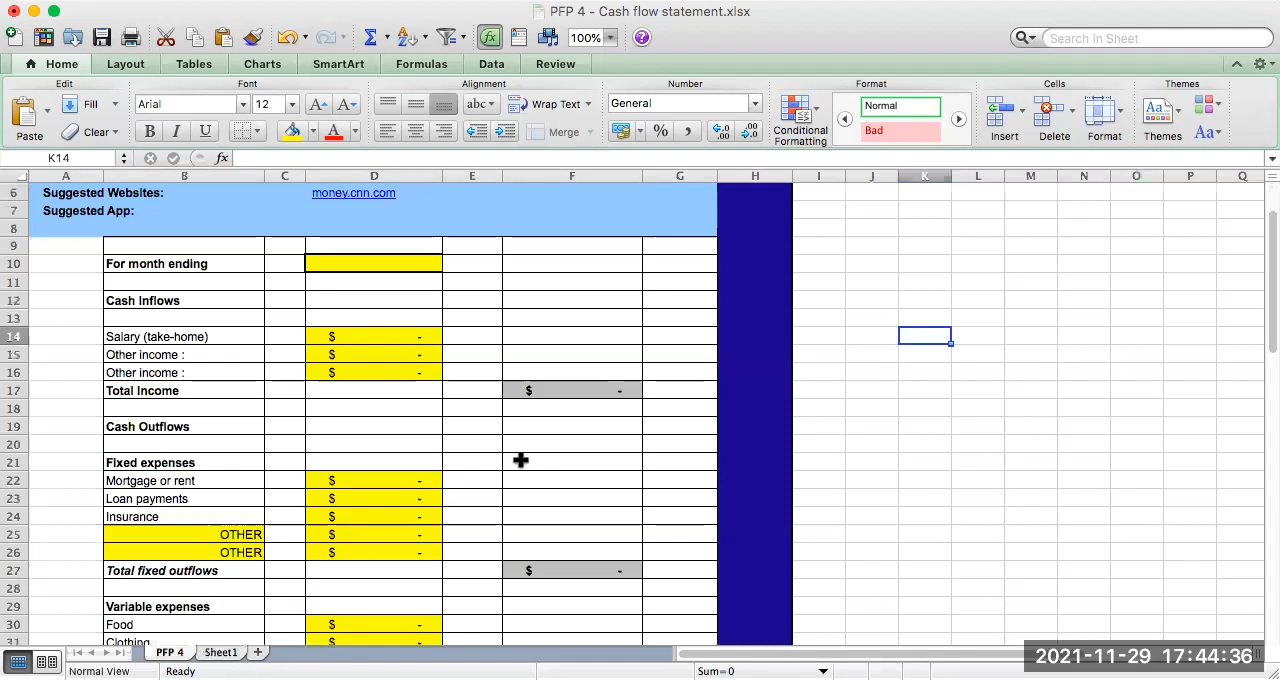 PFP 4 - Cash flow statement.xlsx
100%
Search in Sheet
Home Layout Tables Charts SmartArt Formulas Data Review
Edit Font Alignment Number Format Cells Themes
Paste Fill Clear
Arial 12
abc Wrap Text
General
Normal
B I U
Merge
%
Conditional Formatting
Bad
Insert Delete Format Themes Aa
K14 fx
A B C D E F G H I J K L M N O P Q
6 Suggested Websites: money.cnn.com
7 Suggested App:
8
9
10 For month ending
11
12 Cash Inflows
13
14 Salary (take-home) $ -
15 Other income : $ -
16 Other income : $ -
17 Total Income $ -
18
19 Cash Outflows
20
21 Fixed expenses
22 Mortgage or rent $ -
23 Loan payments $ -
24 Insurance $ -
25 OTHER $ -
26 OTHER $ -
27 Total fixed outflows $ -
28
29 Variable expenses
30 Food $ -
31 Clothing $ -
PFP 4 Sheet1
Normal View Ready Sum=0
2021-11-29 17:44:36